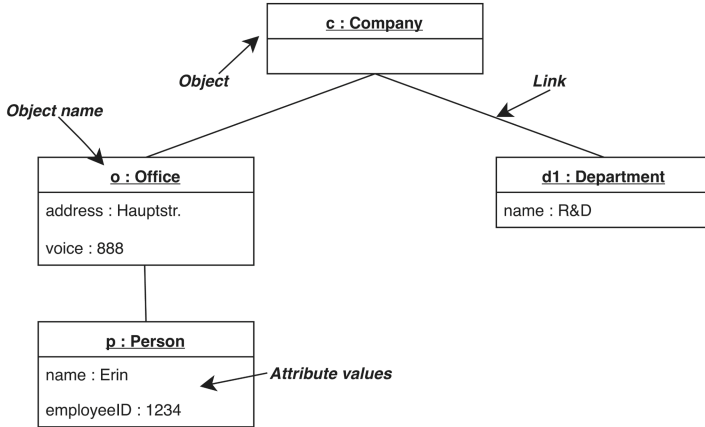 c : Company
Object
Link
Object name
o : Office
address : Hauptstr.
voice : 888
d1 : Department
name : R&D
p : Person
name : Erin
employeeID : 1234
Attribute values